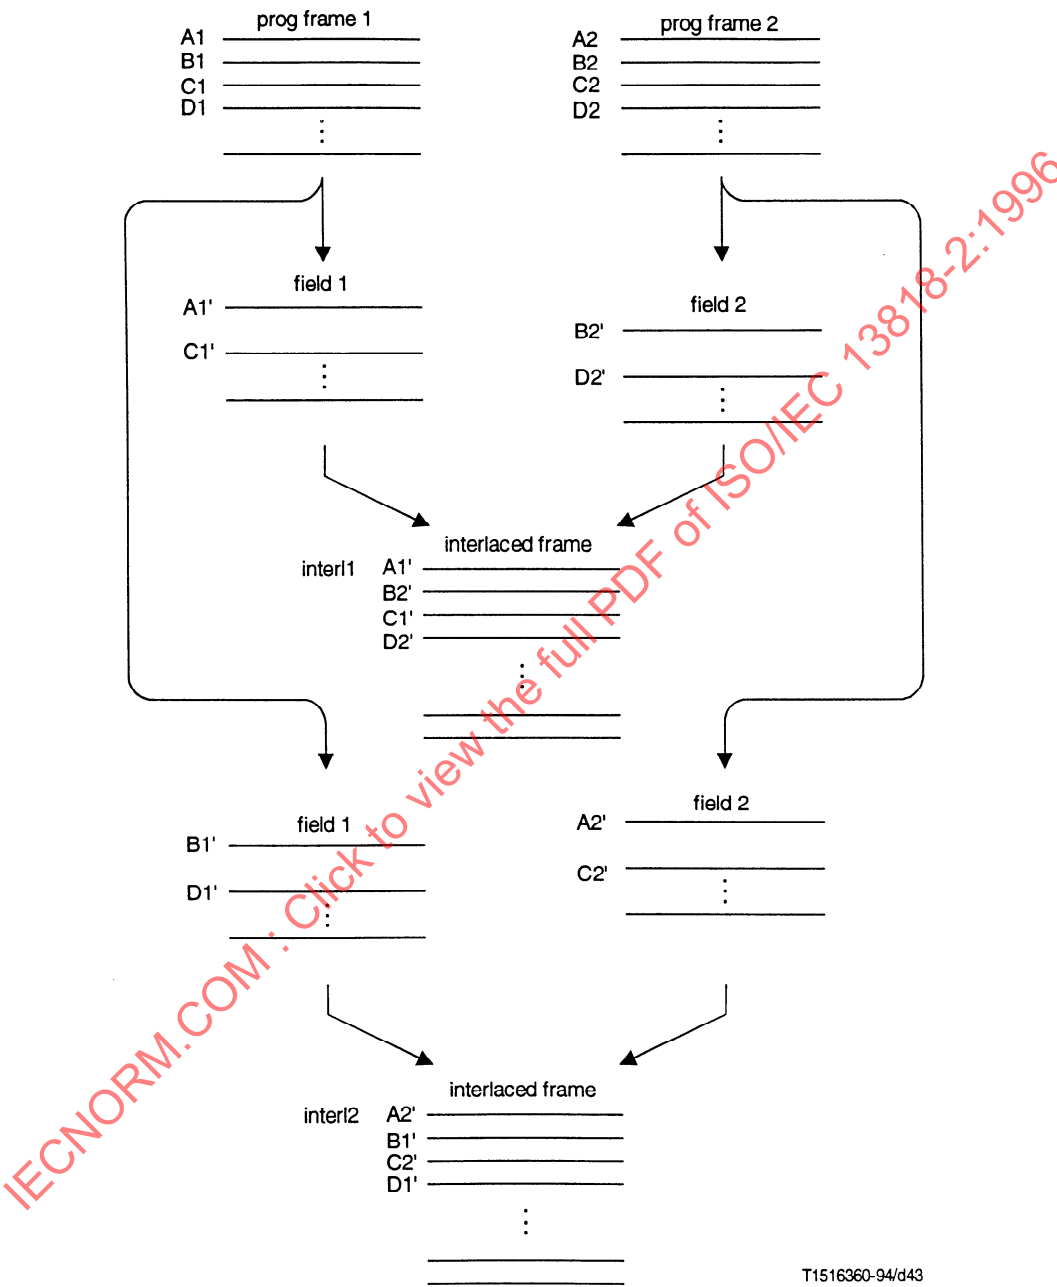 prog frame 1
A1
B1
C1
D1
prog frame 2
A2
B2
C2
D2
field 1
A1'
C1'
field 2
B2'
D2'
interlaced frame
interl1
A1'
B2'
C1'
D2'
field 1
B1'
D1'
field 2
A2'
C2'
interlaced frame
interl2
A2'
B1'
C2'
D1'
T1516360-94/d43
IECNORM.COM : Click to view the full PDF of ISO/IEC 13818-2:1996